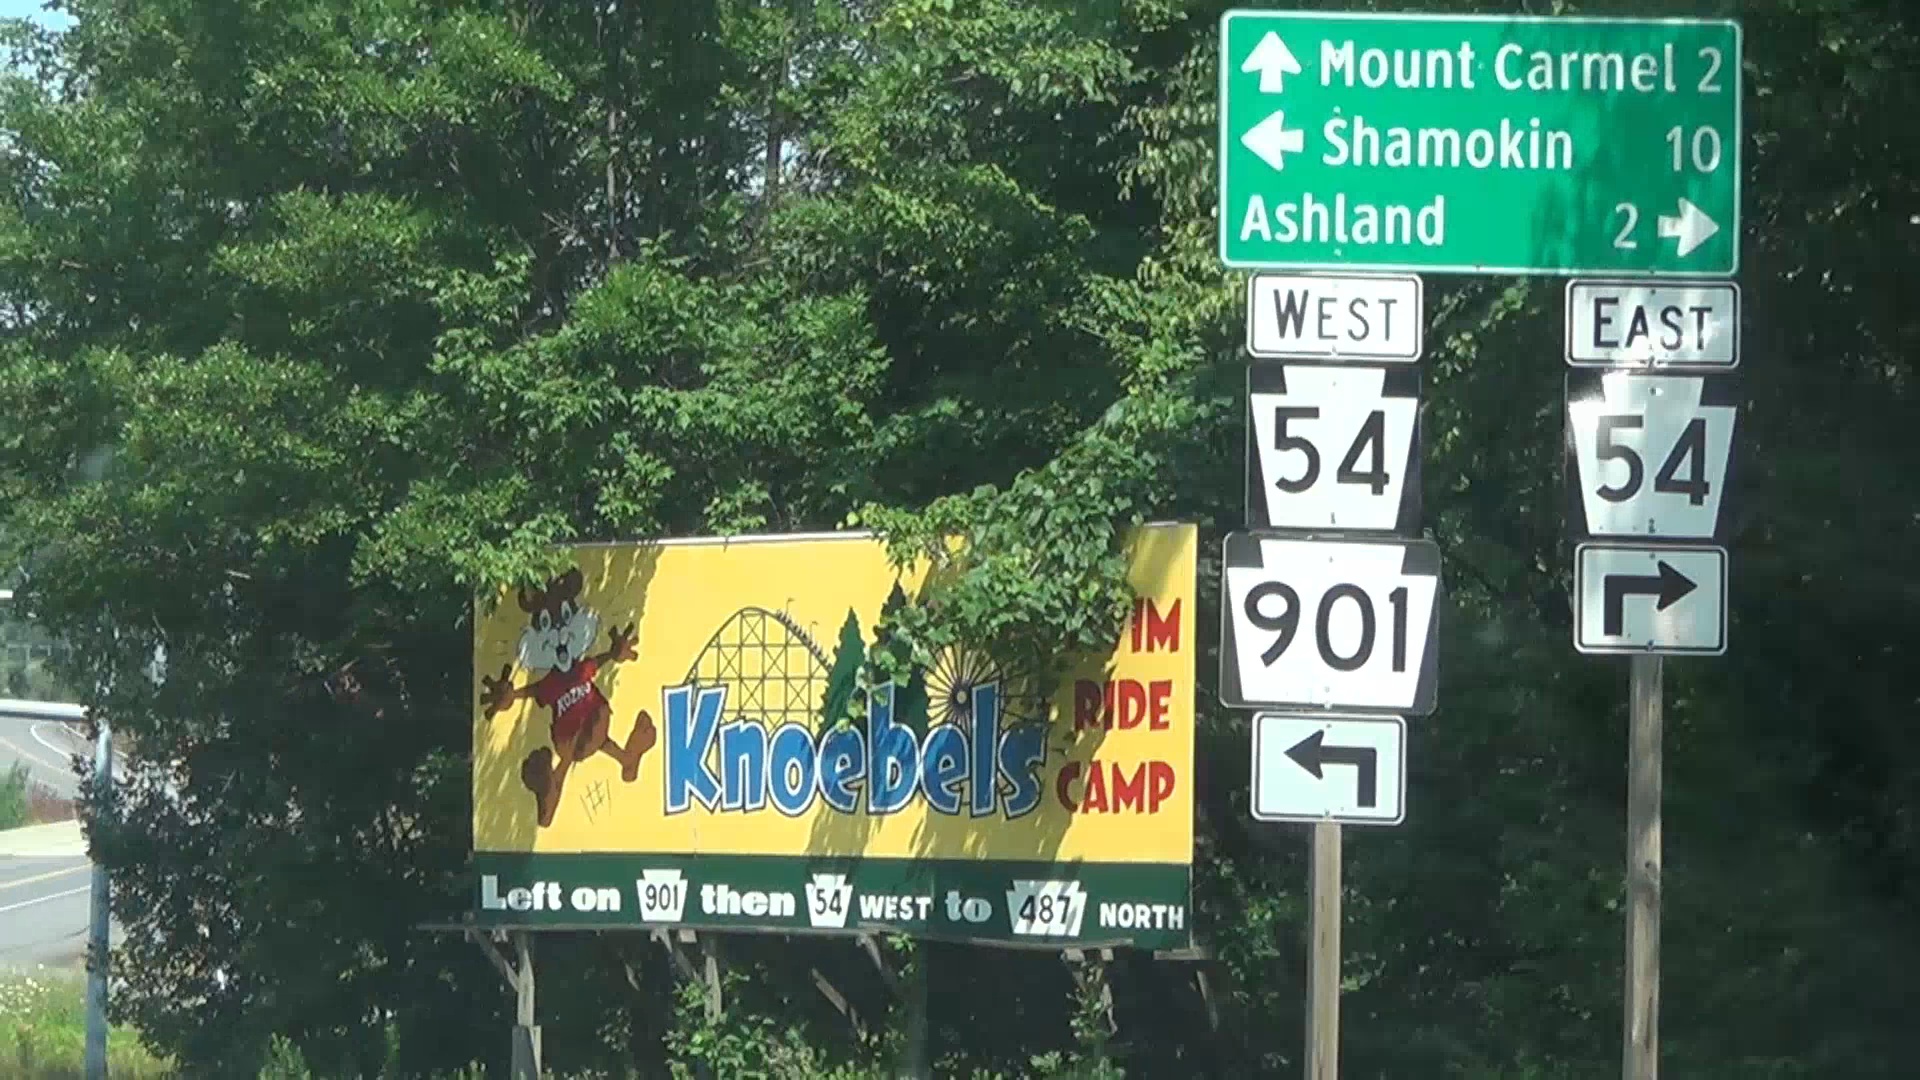 Mount Carmel 2
Shamokin 10
Ashland 2
WEST
54
901
EAST
54
KOZMO
Knoebels
RIDE
CAMP
Left on 901 then 54 WEST to 487 NORTH